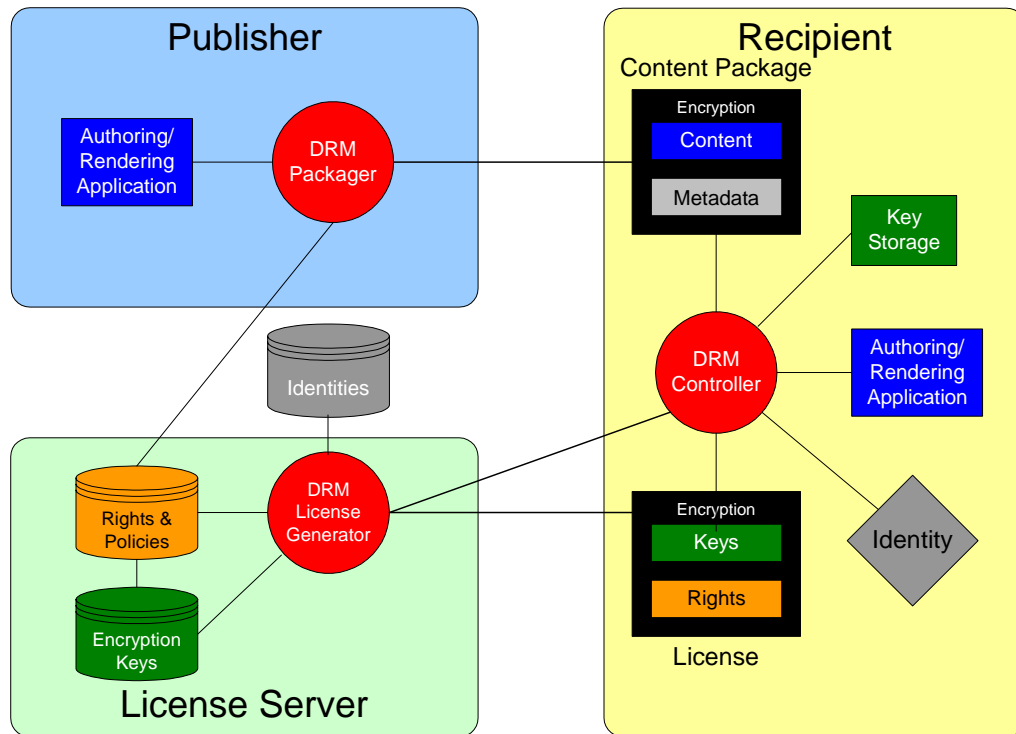 Publisher
Authoring/
Rendering
Application
DRM
Packager
Identities
Rights &
Policies
Encryption
Keys
DRM
License
Generator
License Server
Recipient
Content Package
Encryption
Content
Metadata
Key
Storage
DRM
Controller
Authoring/
Rendering
Application
Identity
Encryption
Keys
Rights
License